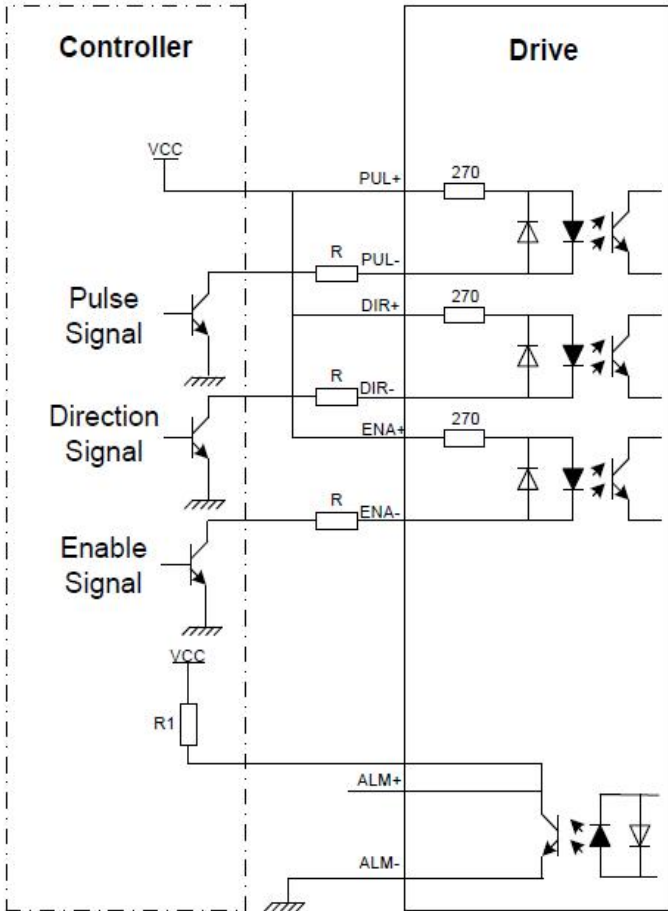 Controller
Drive
VCC
PUL+
270
R
PUL-
Pulse
Signal
DIR+
270
R
DIR-
Direction
Signal
ENA+
270
R
ENA-
Enable
Signal
VCC
R1
ALM+
ALM-